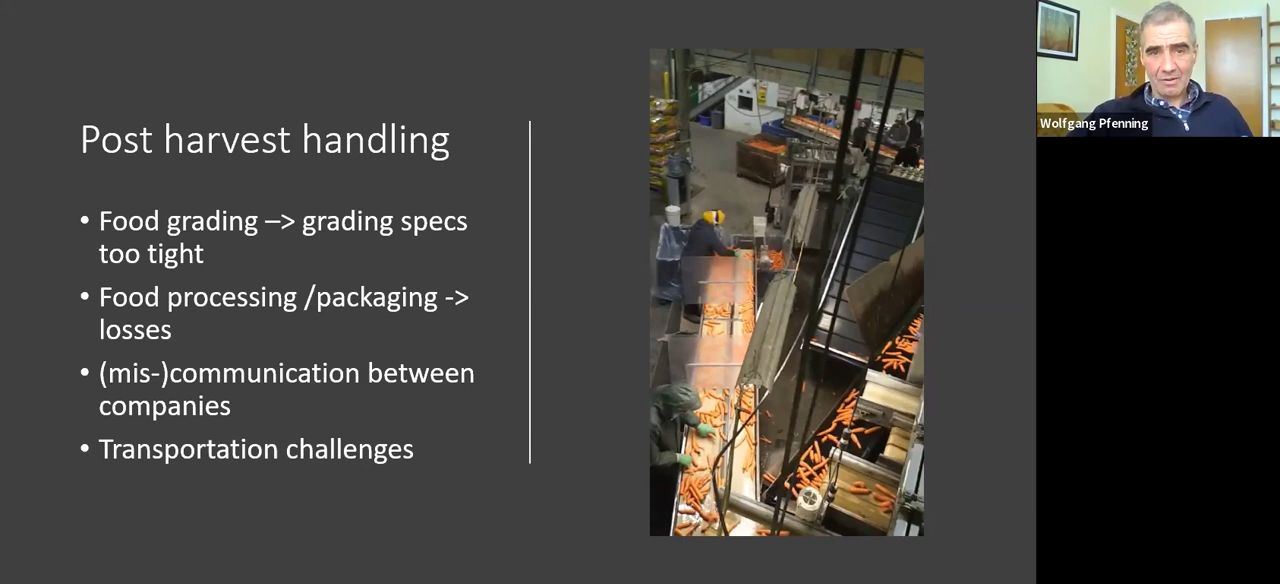 Post harvest handling
• Food grading –> grading specs
too tight
• Food processing /packaging ->
losses
• (mis-)communication between
companies
• Transportation challenges
Wolfgang Pfenning